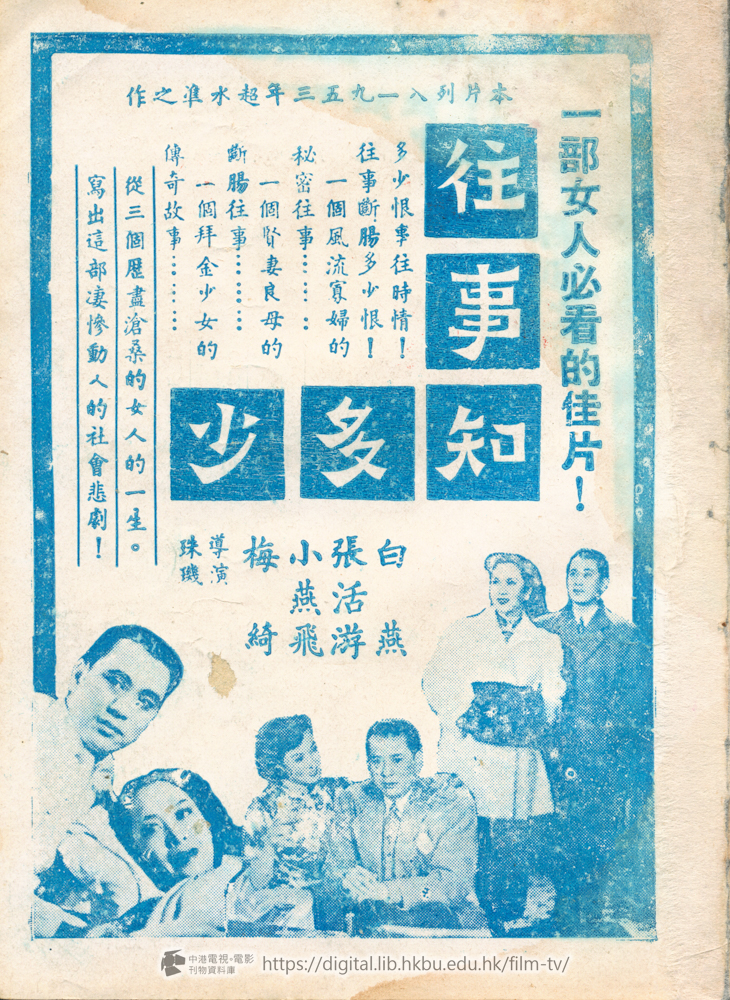 本片列入一九五三年超水準之作
一部女人必看的佳片！
往事知多少
多少恨事往時情！
往事斷腸多少恨！
一個風流寡婦的
秘密往事………
一個賢妻良母的
斷腸往事………
一個拜金少女的
傳奇故事………
從三個歷盡滄桑的女人的一生。
寫出這部淒慘動人的社會悲劇！
白燕
張活游
小燕飛
梅綺
導演
珠璣
中港電視・電影
刊物資料庫
https://digital.lib.hkbu.edu.hk/film-tv/